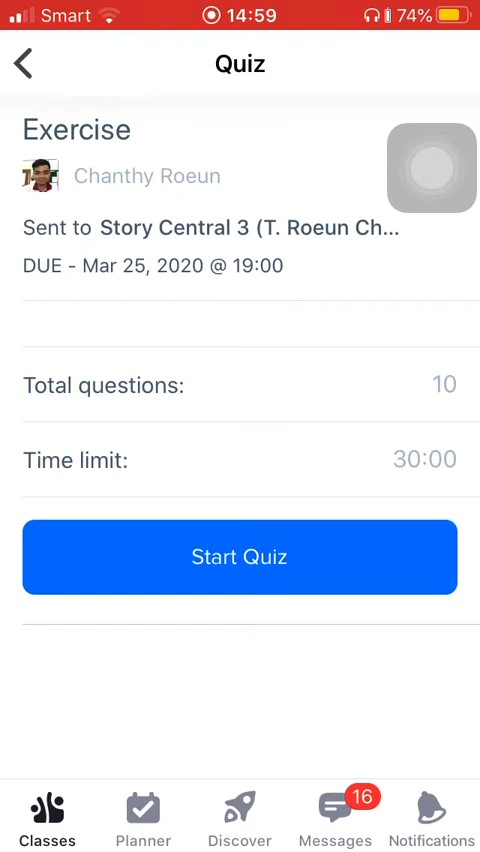 Smart 14:59 74%
Quiz
Exercise
Chanthy Roeun
Sent to Story Central 3 (T. Roeun Ch...
DUE - Mar 25, 2020 @ 19:00
Total questions: 10
Time limit: 30:00
Start Quiz
16
Classes Planner Discover Messages Notifications